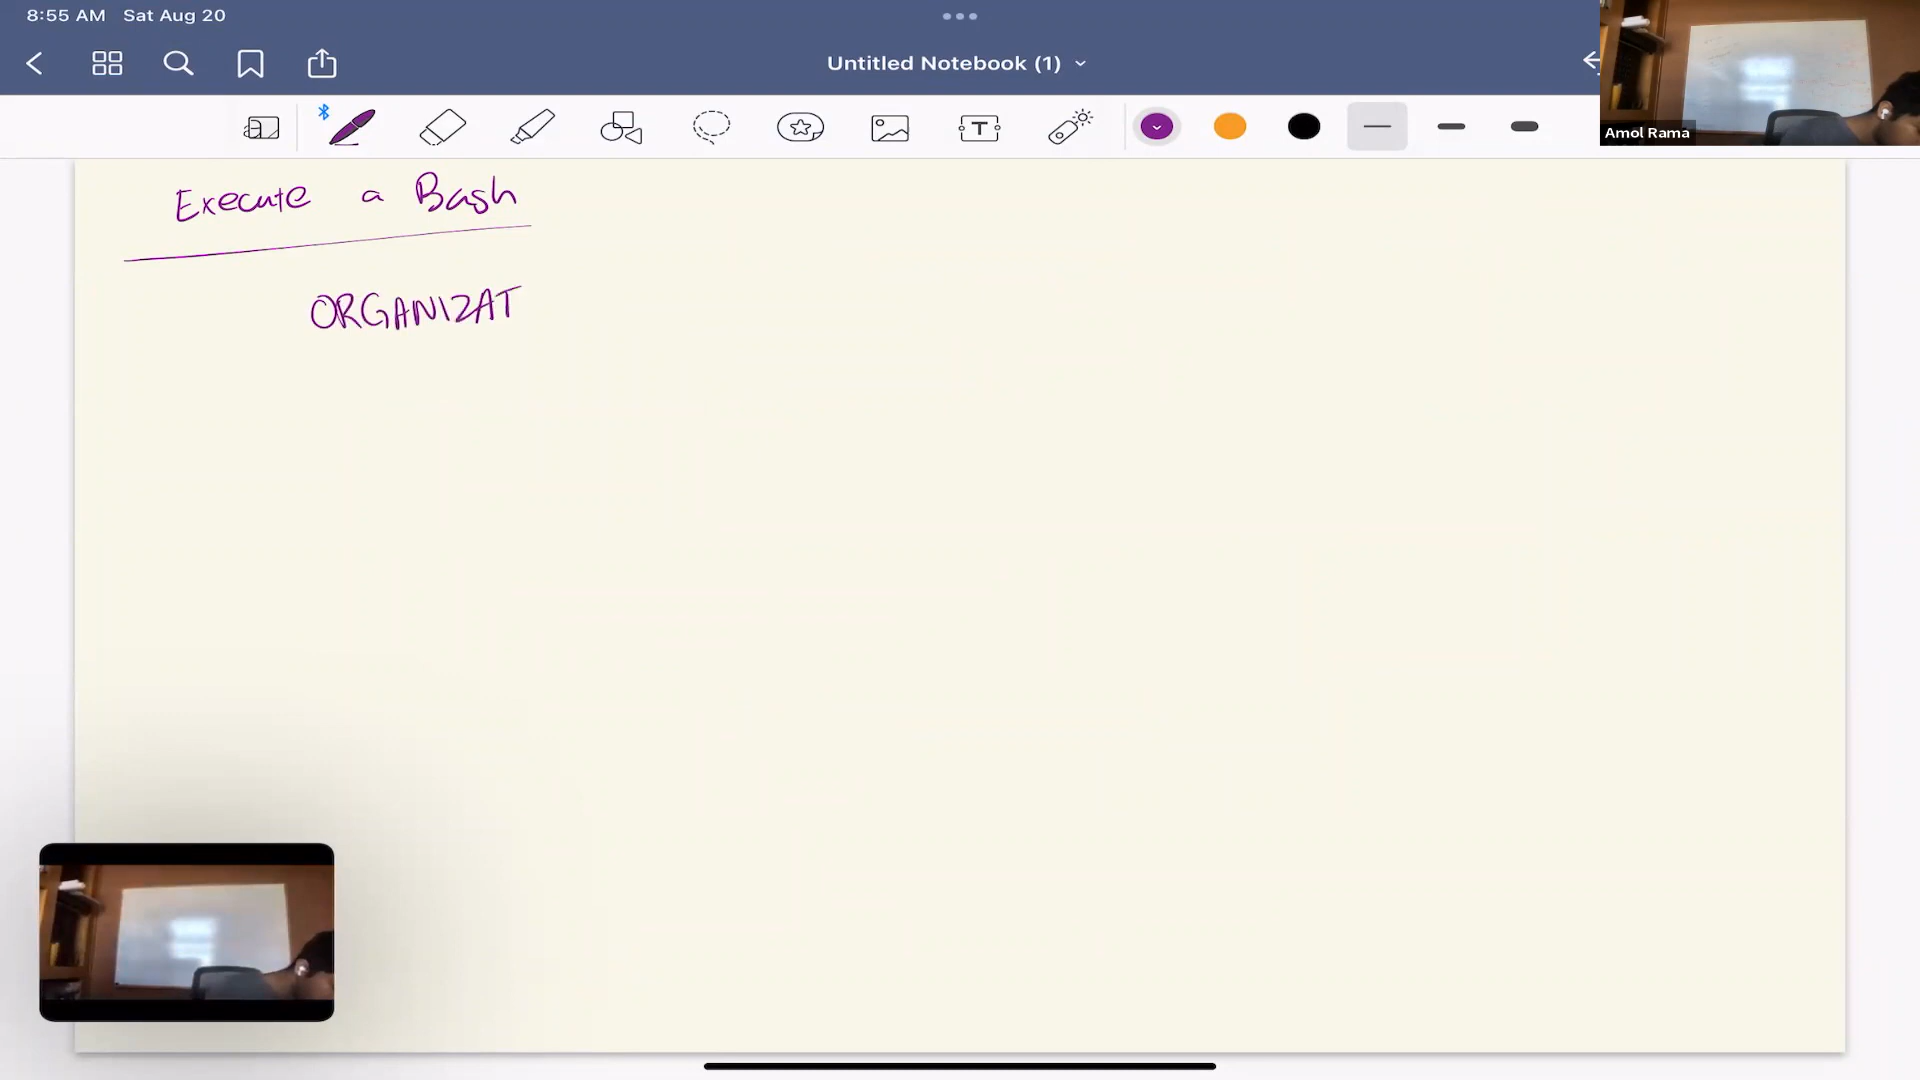 8:55 AM Sat Aug 20
Untitled Notebook (1)
T
Amol Rama
Execute a Bash
ORGANIZAT